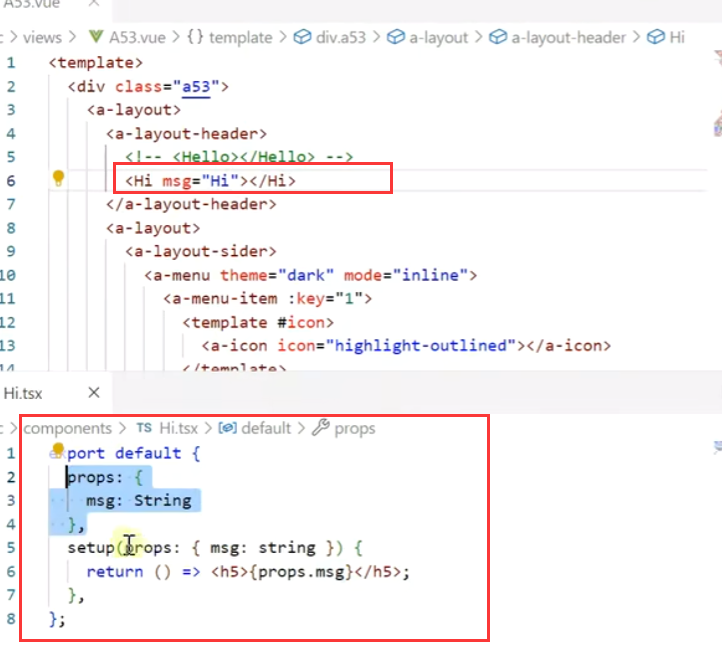 A53.vue ×
c > views > A53.vue > {} template > div.a53 > a-layout > a-layout-header > Hi
1 <template>
2 <div class="a53">
3 <a-layout>
4 <a-layout-header>
5 <!-- <Hello></Hello> -->
6 <Hi msg="Hi"></Hi>
7 </a-layout-header>
8 <a-layout>
9 <a-layout-sider>
10 <a-menu theme="dark" mode="inline">
11 <a-menu-item :key="1">
12 <template #icon>
13 <a-icon icon="highlight-outlined"></a-icon>
14 </template>
Hi.tsx ×
c > components > TS Hi.tsx > default > props
1 port default {
2 props: {
3 msg: String
4 },
5 setup(props: { msg: string }) {
6 return () => <h5>{props.msg}</h5>;
7 },
8 };